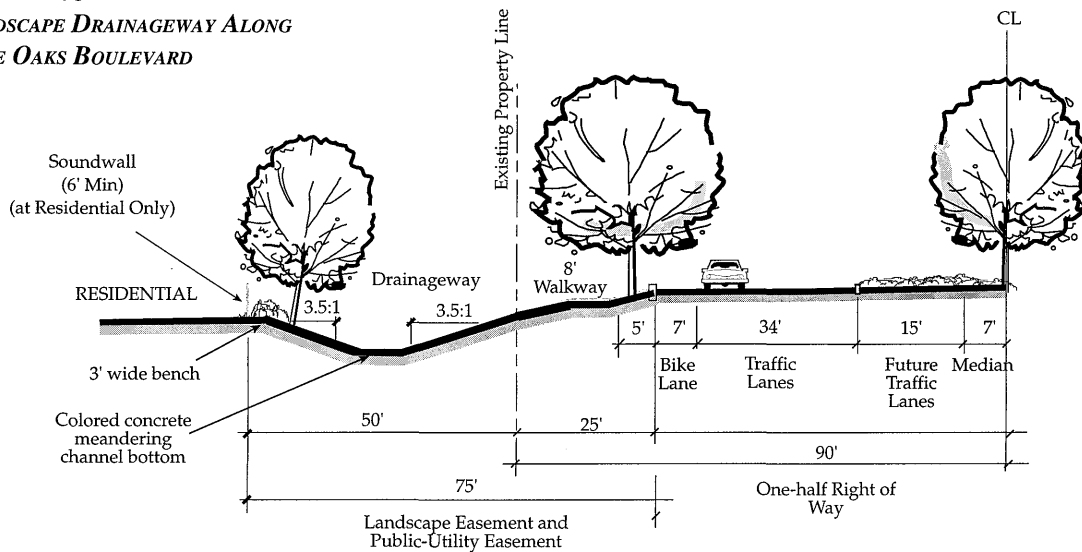 DSCAPE DRAINAGEWAY ALONG
E OAKS BOULEVARD
Existing Property Line
CL
Soundwall
(6' Min)
(at Residential Only)
RESIDENTIAL
3.5:1
Drainageway
3.5:1
8'
Walkway
3' wide bench
5'
7'
34'
15'
7'
Bike
Lane
Traffic
Lanes
Future
Traffic
Lanes
Median
Colored concrete
meandering
channel bottom
50'
25'
90'
75'
One-half Right of
Way
Landscape Easement and
Public-Utility Easement